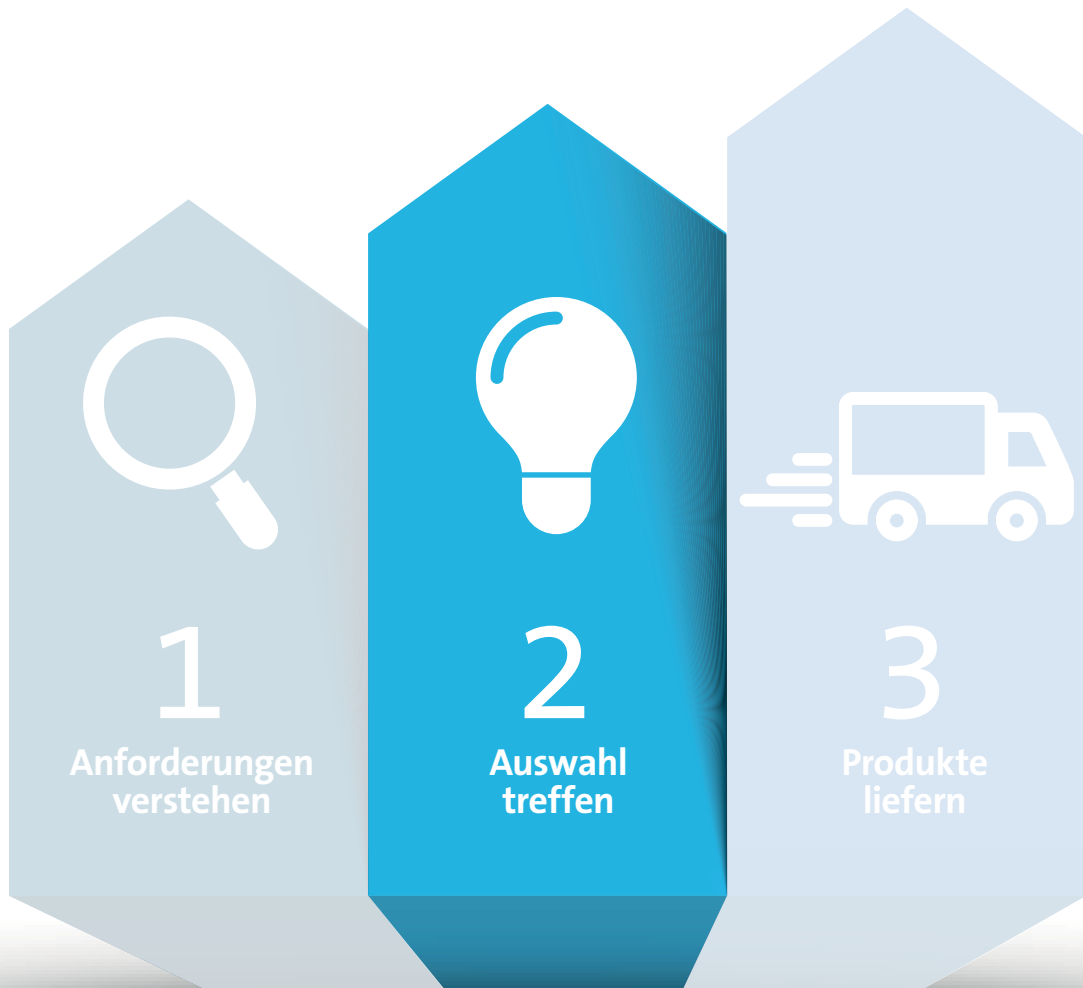 1
Anforderungen
verstehen
2
Auswahl
treffen
3
Produkte
liefern